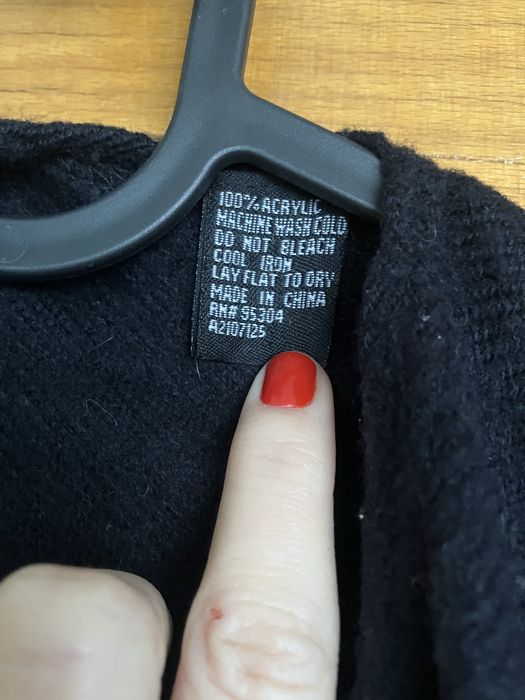 100% ACRYLIC
MACHINE WASH COLD
DO NOT BLEACH
COOL IRON
LAY FLAT TO DRY
MADE IN CHINA
RN# 95304
A2107125